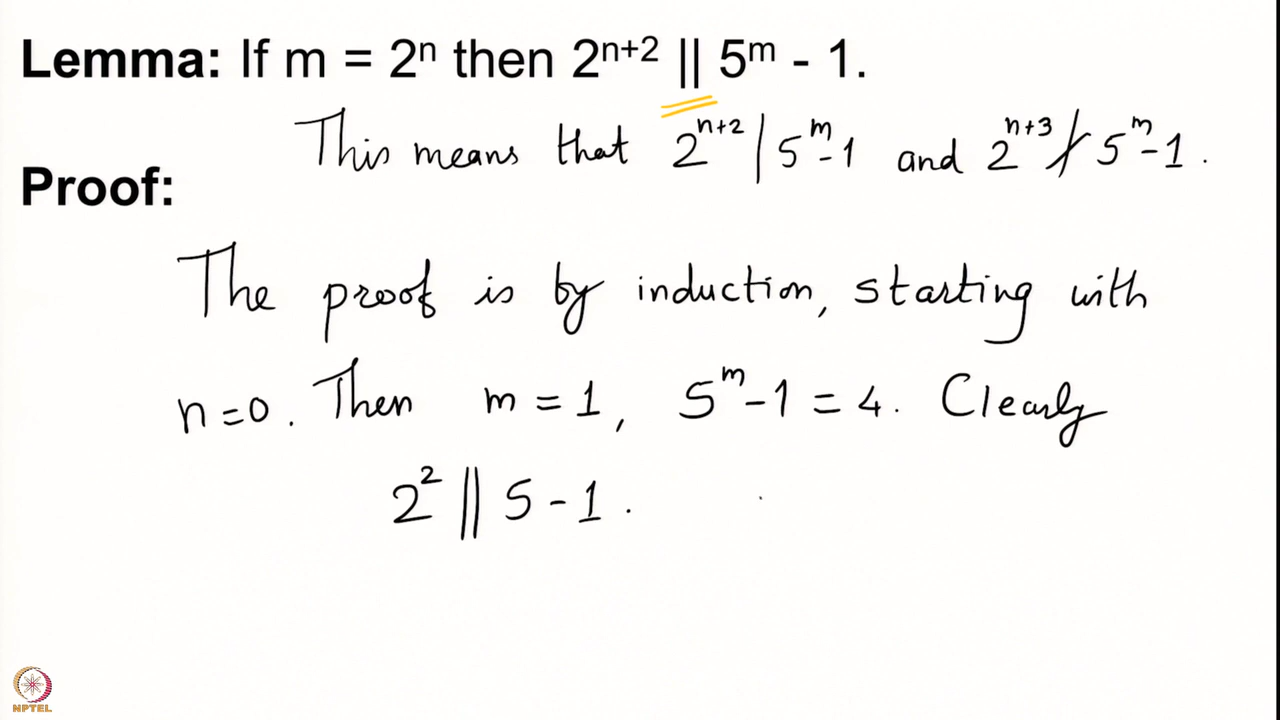 Lemma: If m = 2ⁿ then 2ⁿ⁺² || 5ᵐ - 1.
This means that 2ⁿ⁺² | 5ᵐ-1 and 2ⁿ⁺³ ∤ 5ᵐ-1.
Proof:
The proof is by induction, starting with
n=0. Then m = 1, 5ᵐ-1 = 4. Clearly
2² || 5-1.
NPTEL